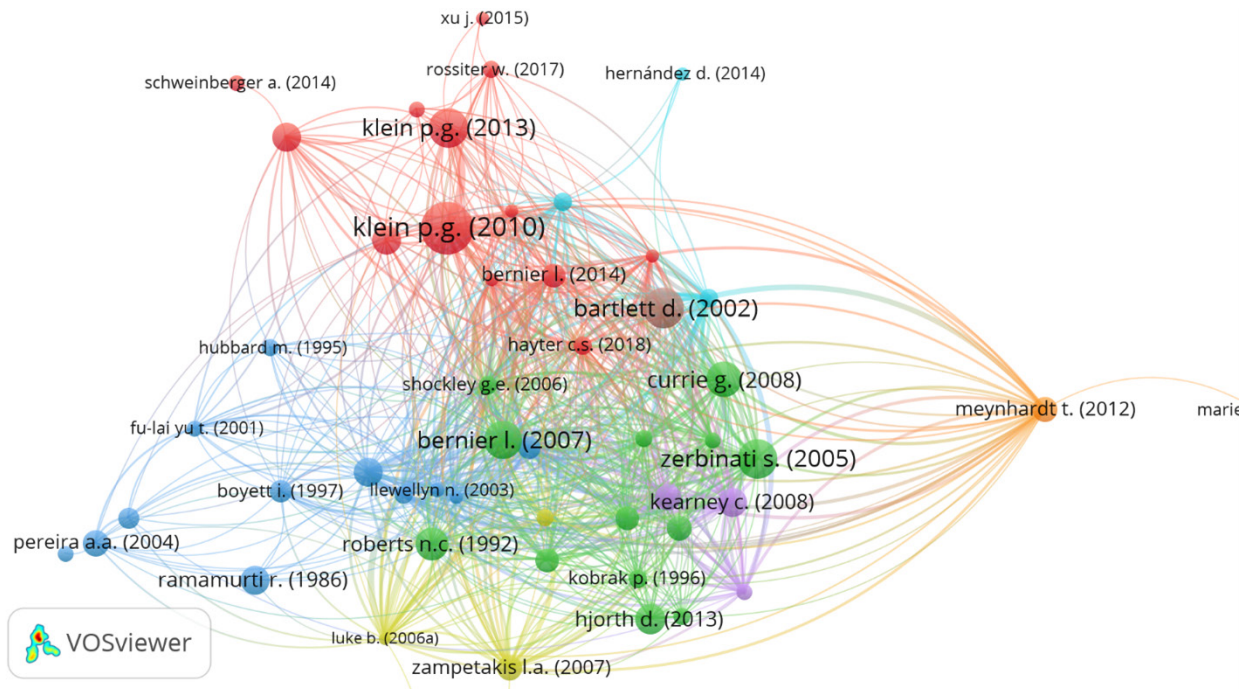 xu j. (2015)
rossiter w. (2017)
hernández d. (2014)
schweinberger a. (2014)
klein p.g. (2013)
klein p.g. (2010)
bernier l. (2014)
bartlett d. (2002)
hubbard m. (1995)
hayter c.s. (2018)
shockley g.e. (2006)
currie g. (2008)
meynhardt t. (2012)
marie
fu-lai yu t. (2001)
bernier l. (2007)
zerbinati s. (2005)
boyett i. (1997)
llewellyn n. (2003)
kearney c. (2008)
pereira a.a. (2004)
roberts n.c. (1992)
ramamurti r. (1986)
kobrak p. (1996)
hjorth d. (2013)
luke b. (2006a)
VOSviewer
zampetakis l.a. (2007)